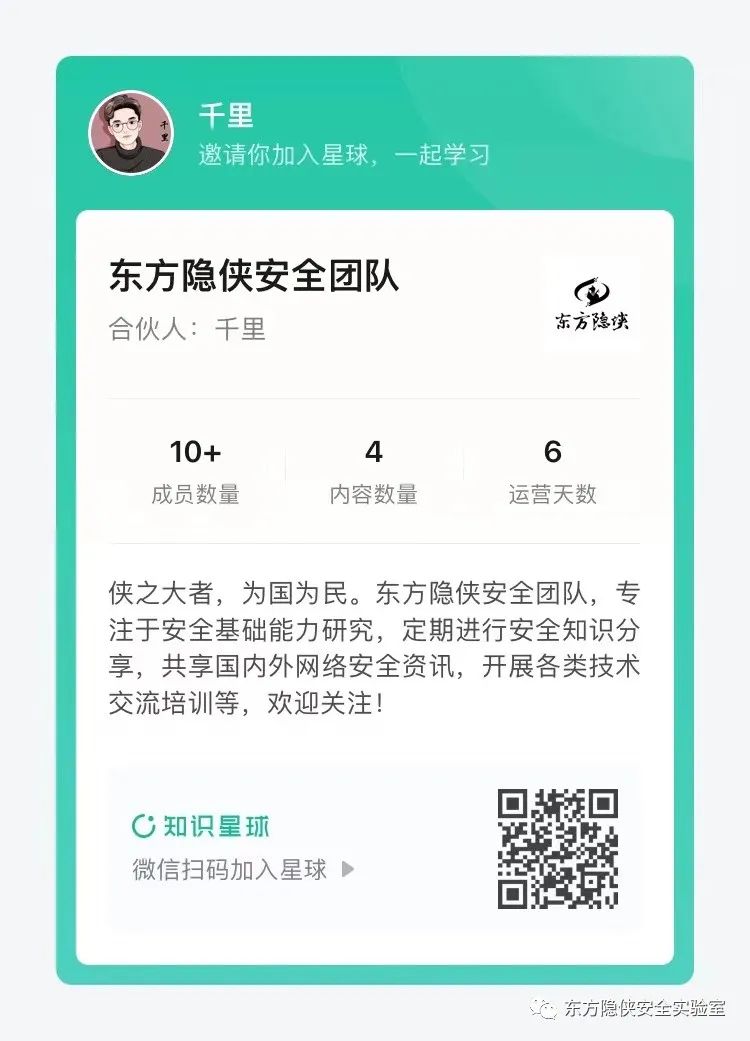 千里
千里
邀请你加入星球，一起学习
东方隐侠安全团队
合伙人：千里
东方隐侠
10+ 4 6
成员数量 内容数量 运营天数
侠之大者，为国为民。东方隐侠安全团队，专
注于安全基础能力研究，定期进行安全知识分
享，共享国内外网络安全资讯，开展各类技术
交流培训等，欢迎关注！
知识星球
微信扫码加入星球
东方隐侠安全实验室